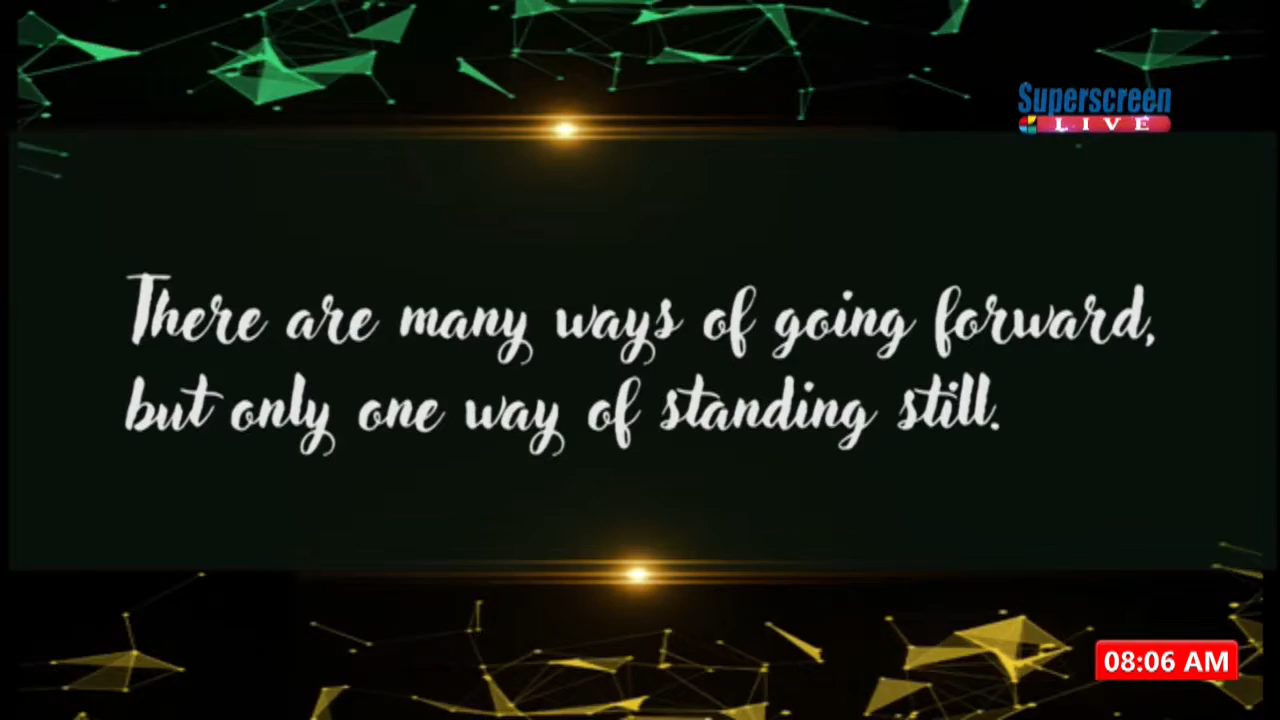 Superscreen
LIVE
There are many ways of going forward,
but only one way of standing still.
08:06 AM